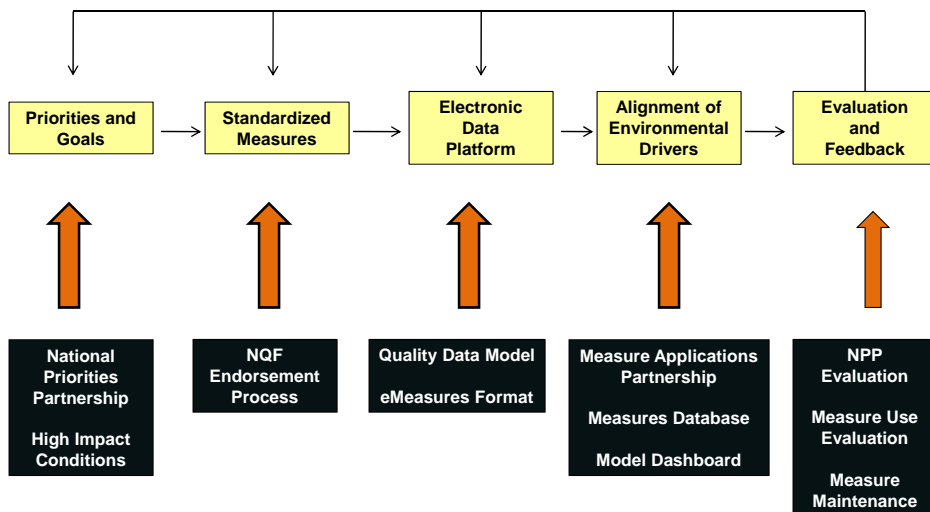 Priorities and
Goals
Standardized
Measures
Electronic
Data
Platform
Alignment of
Environmental
Drivers
Evaluation
and
Feedback
National
Priorities
Partnership
High Impact
Conditions
NQF
Endorsement
Process
Quality Data Model
eMeasures Format
Measure Applications
Partnership
Measures Database
Model Dashboard
NPP
Evaluation
Measure Use
Evaluation
Measure
Maintenance